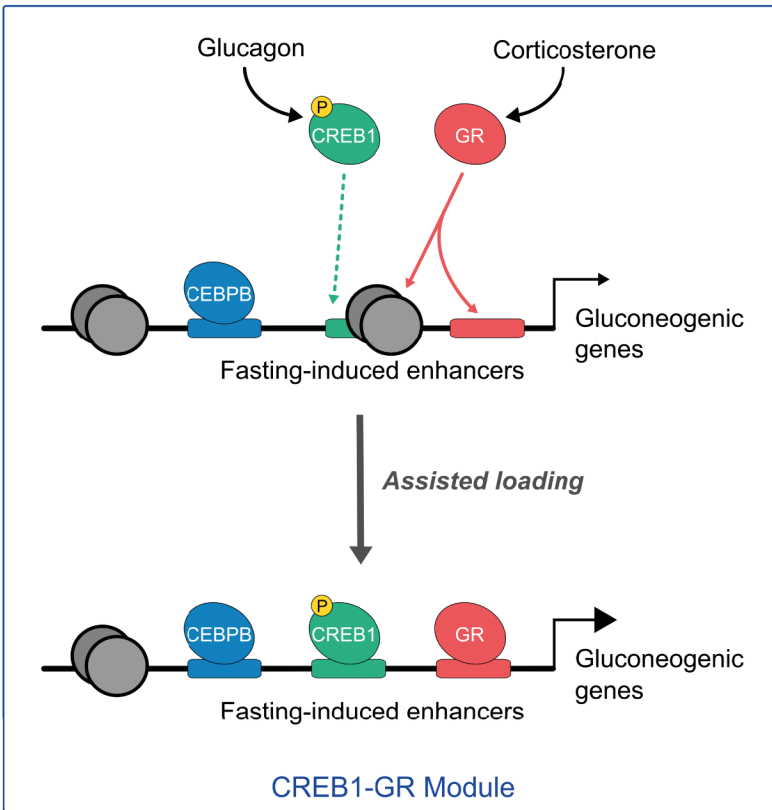 Glucagon
Corticosterone
P
CREB1
GR
CEBPB
Gluconeogenic
genes
Fasting-induced enhancers
Assisted loading
P
CEBPB
CREB1
GR
Gluconeogenic
genes
Fasting-induced enhancers
CREB1-GR Module